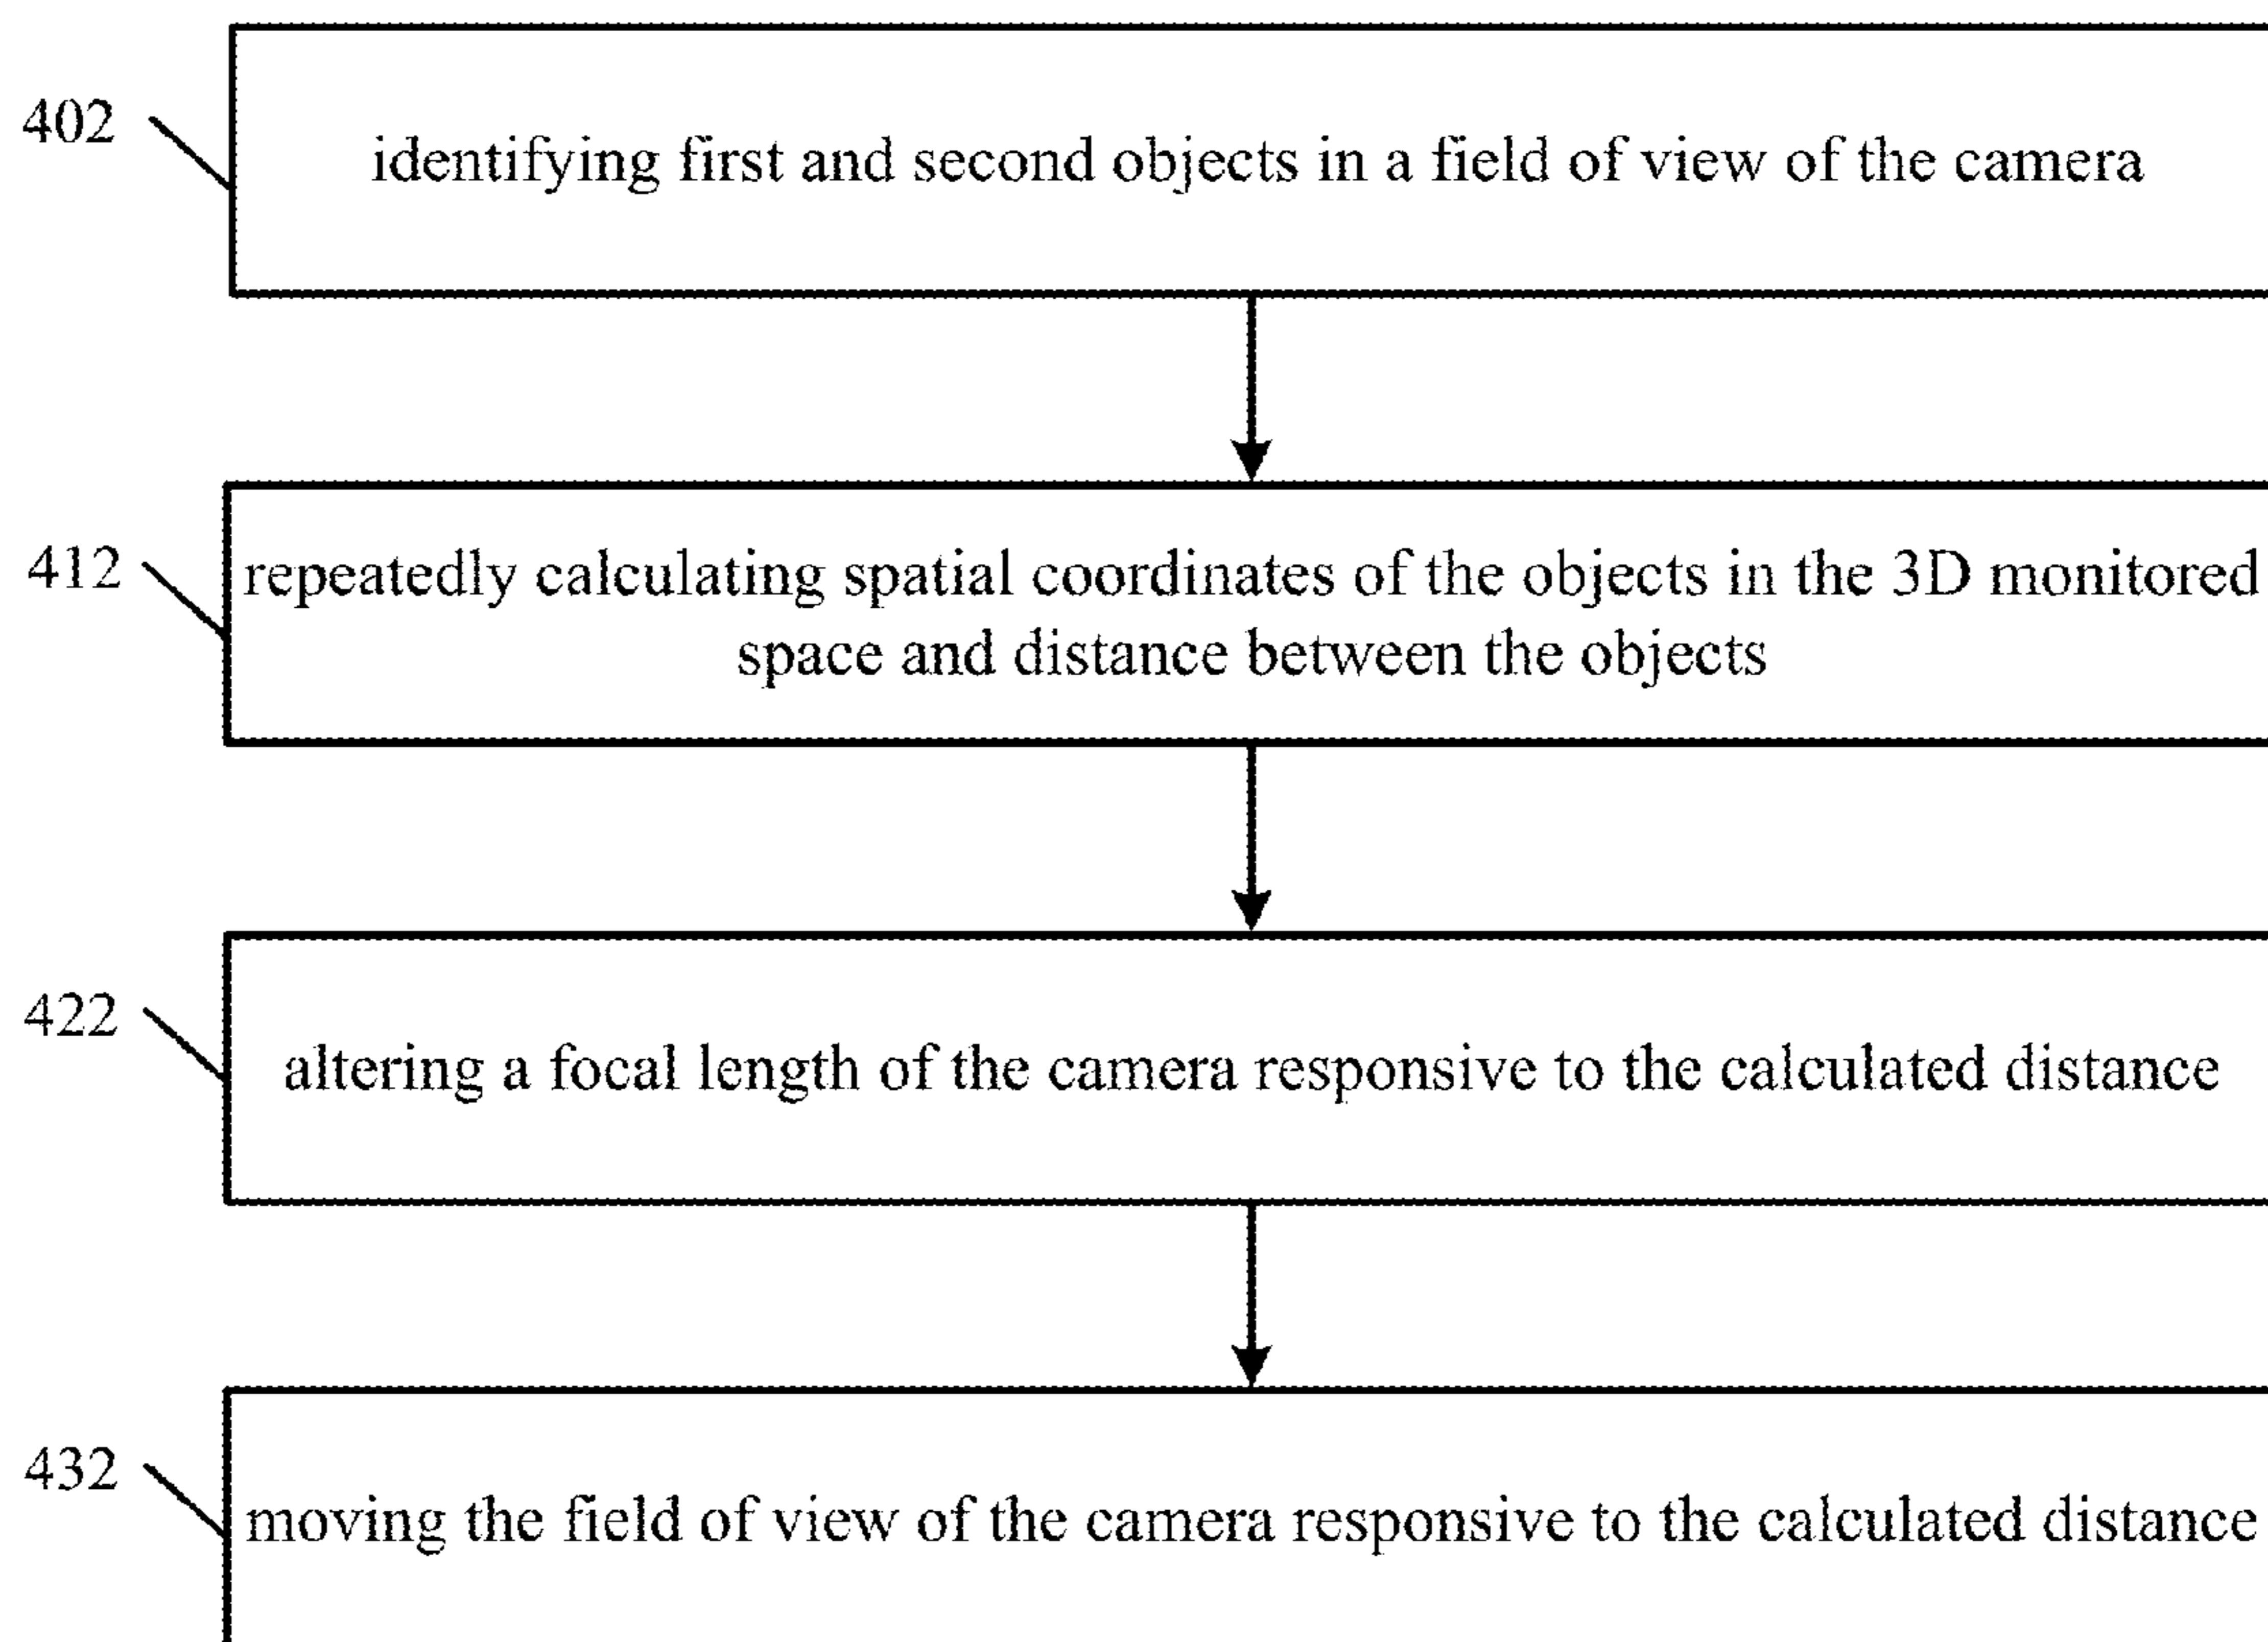 402
identifying first and second objects in a field of view of the camera
412
repeatedly calculating spatial coordinates of the objects in the 3D monitored
space and distance between the objects
422
altering a focal length of the camera responsive to the calculated distance
432
moving the field of view of the camera responsive to the calculated distance